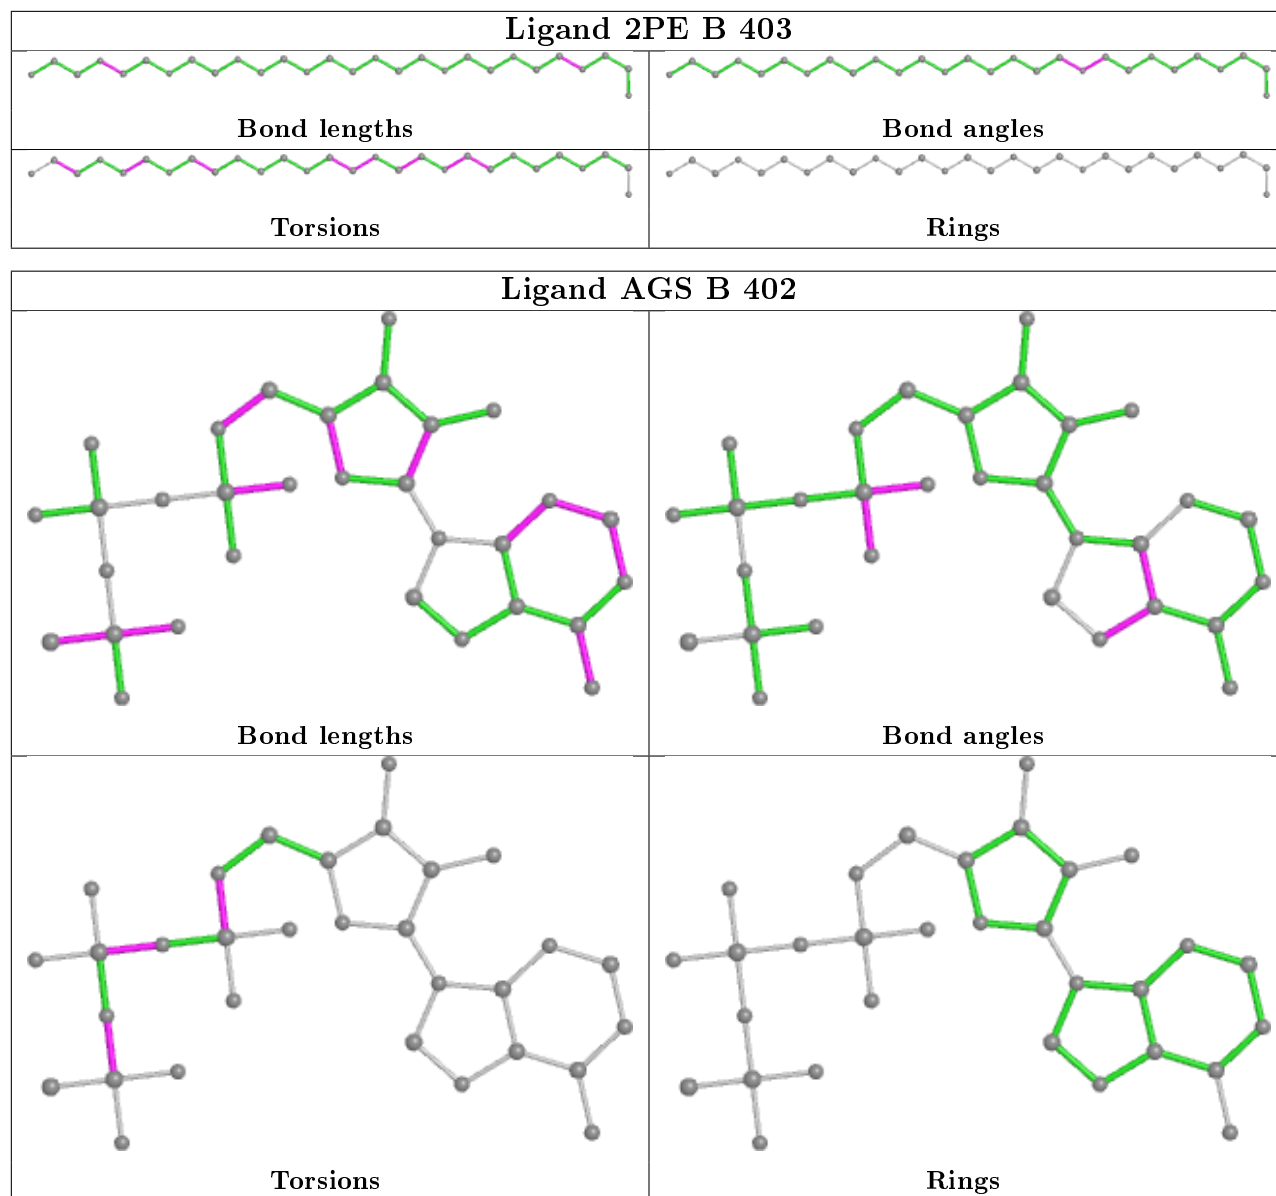 Ligand 2PE B 403
Bond lengths
Bond angles
Torsions
Rings
Ligand AGS B 402
Bond lengths
Bond angles
Torsions
Rings